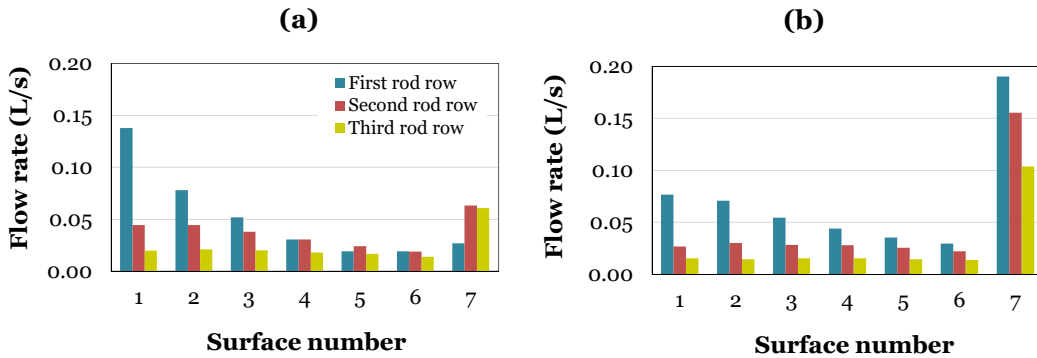 (a)
Flow rate (L/s)
0.20
0.15
0.10
0.05
0.00
First rod row
Second rod row
Third rod row
1 2 3 4 5 6 7
Surface number
(b)
Flow rate (L/s)
0.20
0.15
0.10
0.05
0.00
1 2 3 4 5 6 7
Surface number